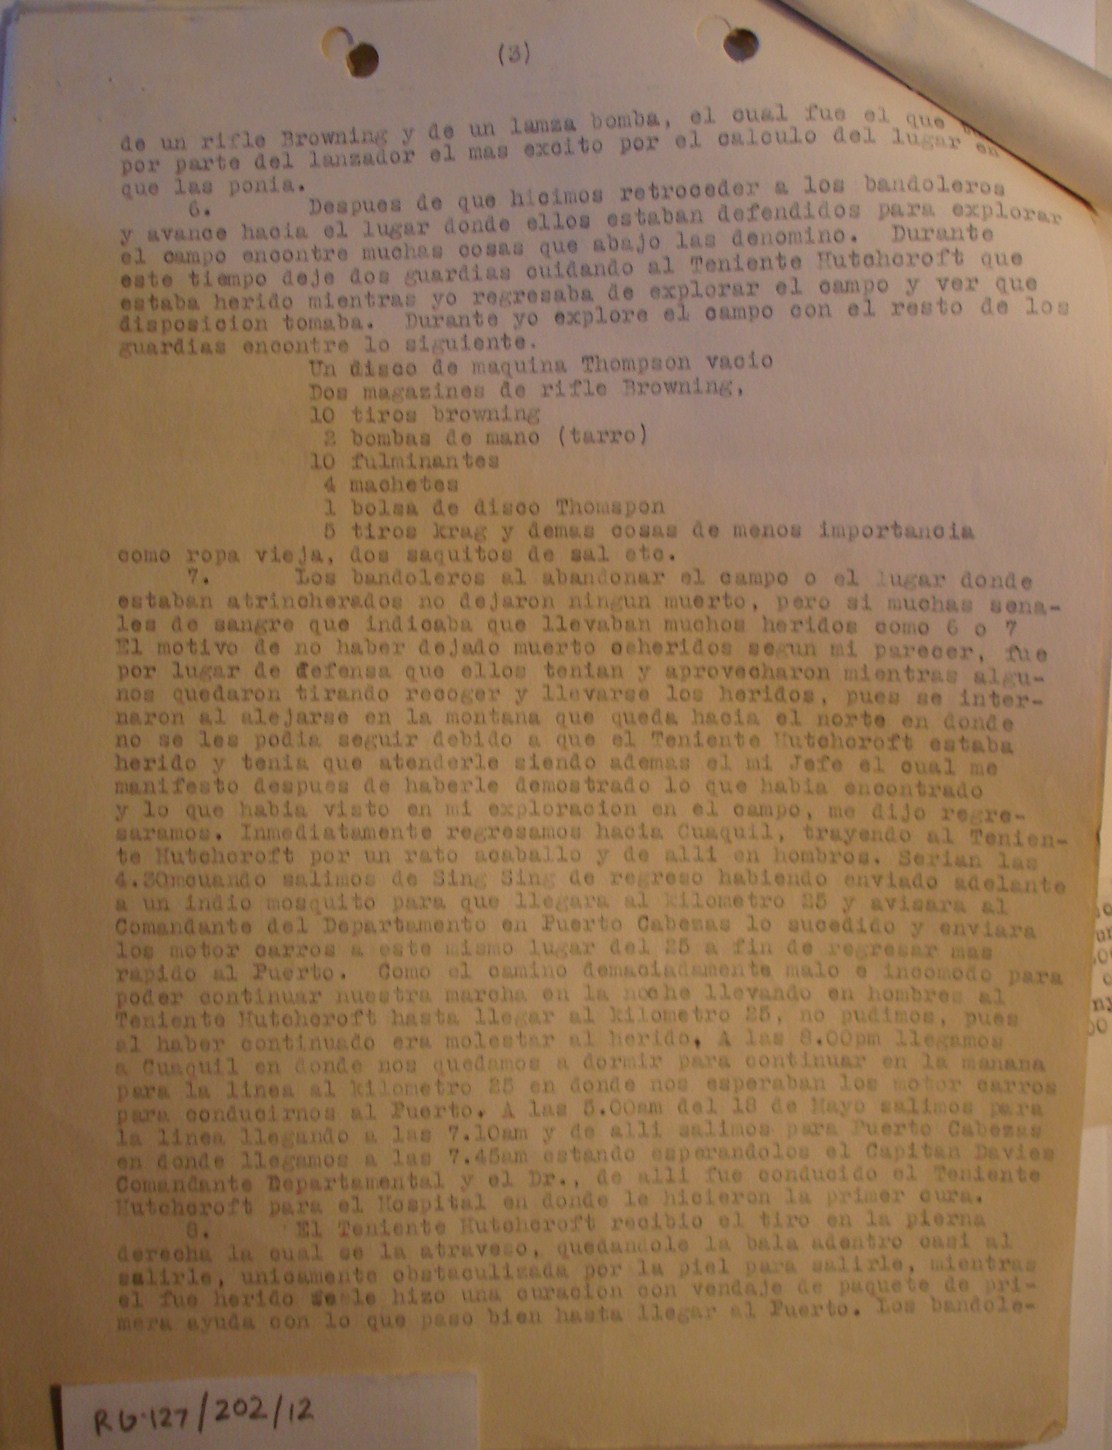 (3)
de un rifle Browning y de un lamza bomba, el cual fue el que
por parte del lanzador el mas excito por el calculo del lugar en
que las ponia.
6. Despues de que hicimos retroceder a los bandoleros
y avance hacia el lugar donde ellos estaban defendidos para explorar
el campo encontre muchas cosas que abajo las denomino. Durante
este tiempo deje dos guardias cuidando al Teniente Hutchcroft que
estaba herido mientras yo regresaba de explorar el campo y ver que
disposicion tomaba. Durante yo explore el campo con el resto de los
guardias encontre lo siguiente.
Un disco de maquina Thompson vacio
Dos magazines de rifle Browning,
10 tiros browning
2 bombas de mano (tarro)
10 fulminantes
4 machetes
1 bolsa de disco Thomspon
5 tiros krag y demas cosas de menos importancia
como ropa vieja, dos saquitos de sal etc.
7. Los bandoleros al abandonar el campo o el lugar donde
estaban atrincherados no dejaron ningun muerto, pero si muchas sena-
les de sangre que indicaba que llevaban muchos heridos como 6 o 7
El motivo de no haber dejado muerto o heridos segun mi parecer, fue
por lugar de defensa que ellos tenian y aprovecharon mientras algu-
nos quedaron tirando recoger y llevarse los heridos, pues se inter-
naron al alejarse en la montana que queda hacia el norte en donde
no se les podia seguir debido a que el Teniente Hutchcroft estaba
herido y tenia que atenderle siendo ademas el mi Jefe el cual me
manifesto despues de haberle demostrado lo que habia encontrado
y lo que habia visto en mi exploracion en el campo, me dijo regre-
saramos. Inmediatamente regresamos hacia Cuaquil, trayendo al Tenien-
te Hutchcroft por un rato acaballo y de alli en hombros. Serian las
4.30pmcuando salimos de Sing Sing de regreso habiendo enviado adelante
a un indio mosquito para que llegara al kilometro 25 y avisara al
Comandante del Departamento en Puerto Cabezas lo sucedido y enviara
los motor carros a este mismo lugar del 25 a fin de regresar mas
rapido al Puerto. Como el camino demaciadamente malo e incomodo para
poder continuar nuestra marcha en la noche llevando en hombres al
Teniente Hutchcroft hasta llegar al kilometro 25, no pudimos, pues
al haber continuado era molestar al herido. A las 8.00pm llegamos
a Cuaquil en donde nos quedamos a dormir para continuar en la manana
para la linea al kilometro 25 en donde nos esperaban los motor carros
para conducirnos al Puerto. A las 5.00am del 18 de Mayo salimos para
la linea llegando a las 7.10am y de alli salimos para Puerto Cabezas
en donde llegamos a las 7.45am estando esperandolos el Capitan Davies
Comandante Departamental y el Dr., de alli fue conducido el Teniente
Hutchcroft para el Hospital en donde le hicieron la primer cura.
8. El Teniente Hutchcroft recibio el tiro en la pierna
derecha la cual se la atraveso, quedandole la bala adentro casi al
salirle, unicamente obstaculizada por la piel para salirle, mientras
el fue herido se le hizo una curacion con vendaje de paquete de pri-
mera ayuda con lo que paso bien hasta llegar al Puerto. Los bandole-
RG·127/202/12